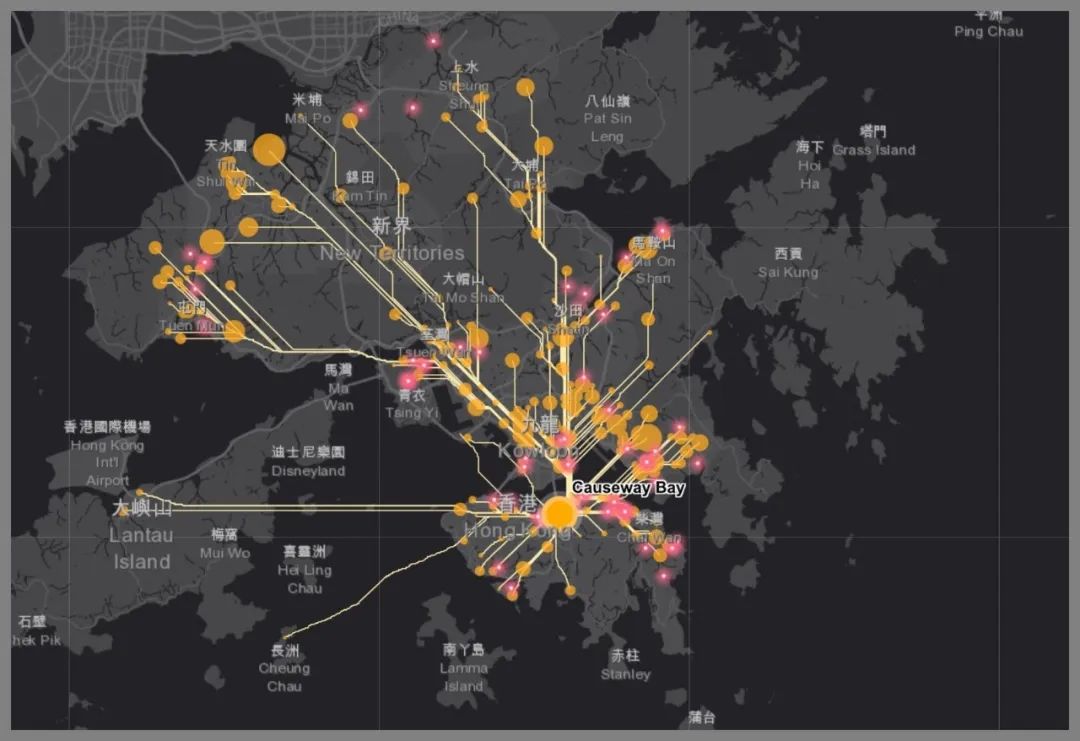 CHINA
平洲
Ping Chau
上水
Sheung
Shui
米埔
Mai Po
八仙嶺
Pat Sin
Leng
塔門
Grass Island
海下
Hoi
Ha
天水圍
Tin
Shui Wai
大埔
錦田
Kam Tin
新界
New Territories
馬鞍山
Ma On
Shan
西貢
Sai Kung
大帽山
Tai Mo Shan
屯門
Tuen Mun
沙田
Shatin
荃灣
Tsuen Wan
馬灣
Ma
Wan
青衣
Tsing Yi
香港國際機場
Hong Kong
Int'l
Airport
迪士尼樂園
Disneyland
九龍
Kowloon
Causeway Bay
大嶼山
Lantau
Island
香港
Hong Kong
柴灣
Chai Wan
梅窩
Mui Wo
喜靈洲
Hei Ling
Chau
石壁
hek Pik
長洲
Cheung
Chau
南丫島
Lamma
Island
赤柱
Stanley
蒲台